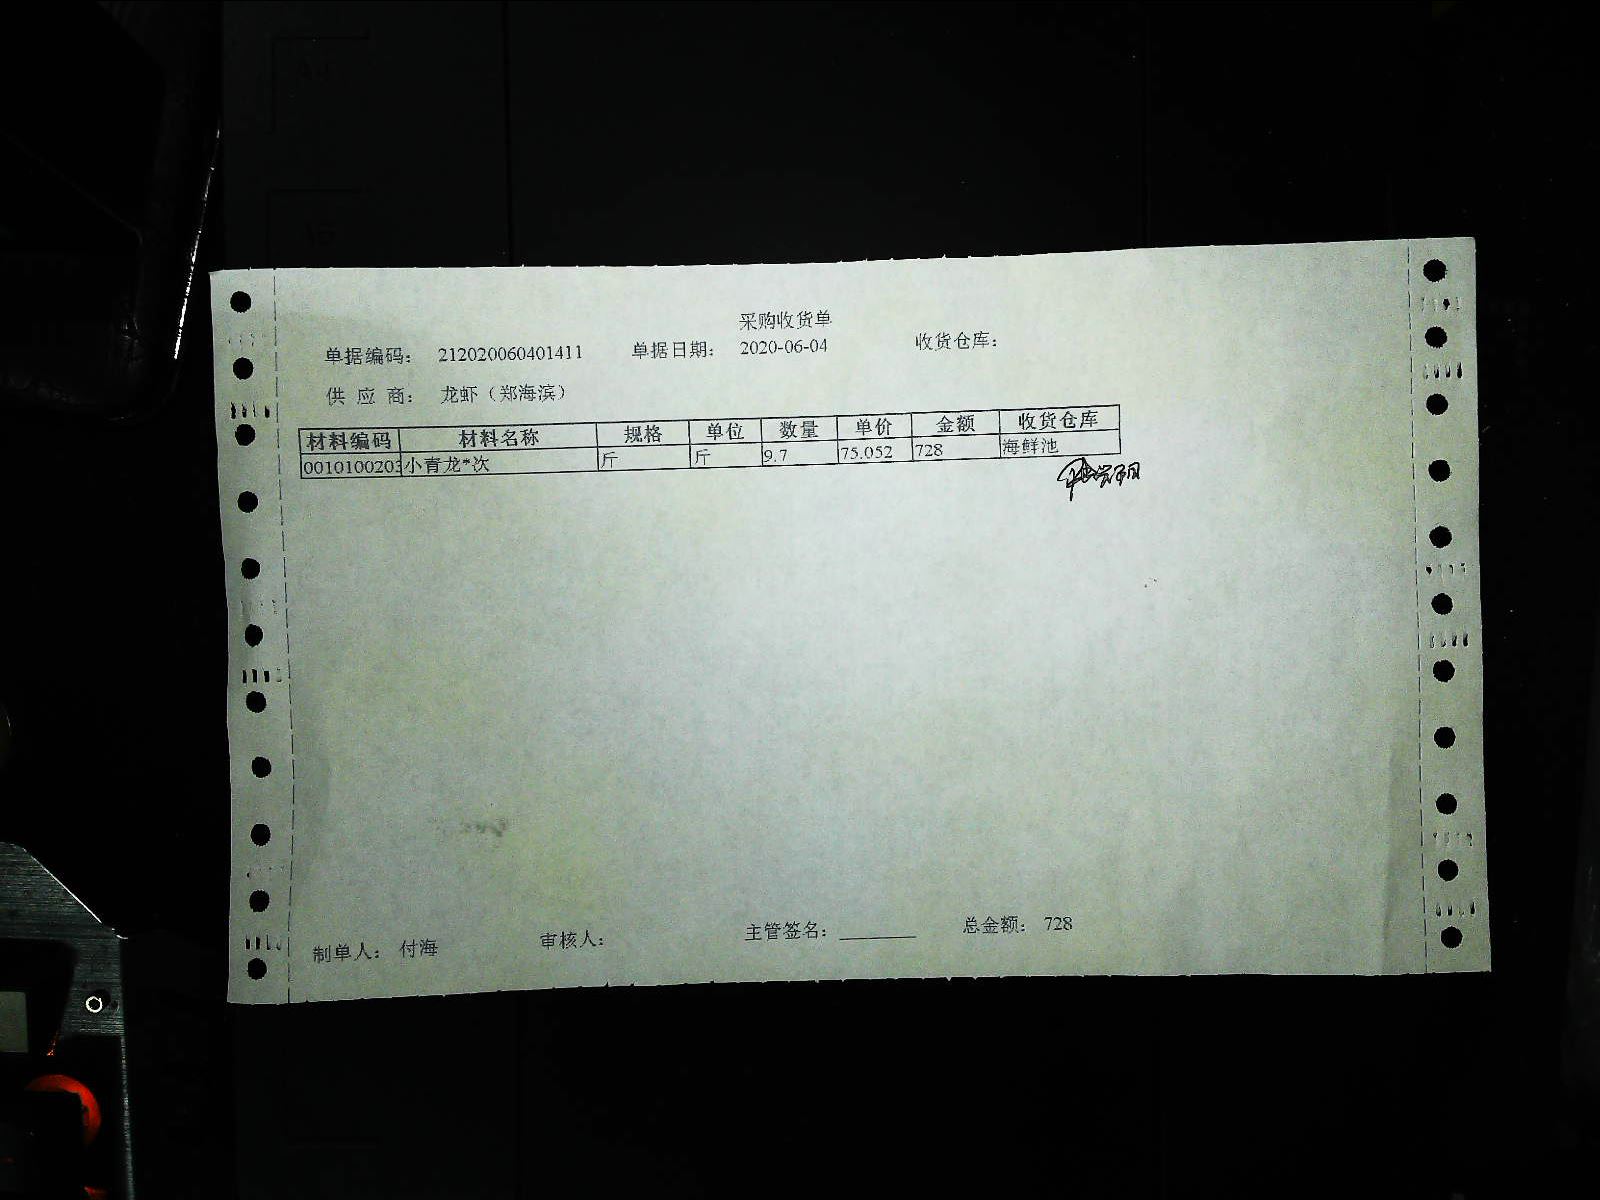 采购收货单
单据编码： 212020060401411 单据日期： 2020-06-04 收货仓库：
供 应 商： 龙虾（郑海滨）
材料编码 材料名称 规格 单位 数量 单价 金额 收货仓库
0010100203 小青龙*次 斤 斤 9.7 75.052 728 海鲜池
制单人： 付海 审核人： 主管签名： ________ 总金额： 728